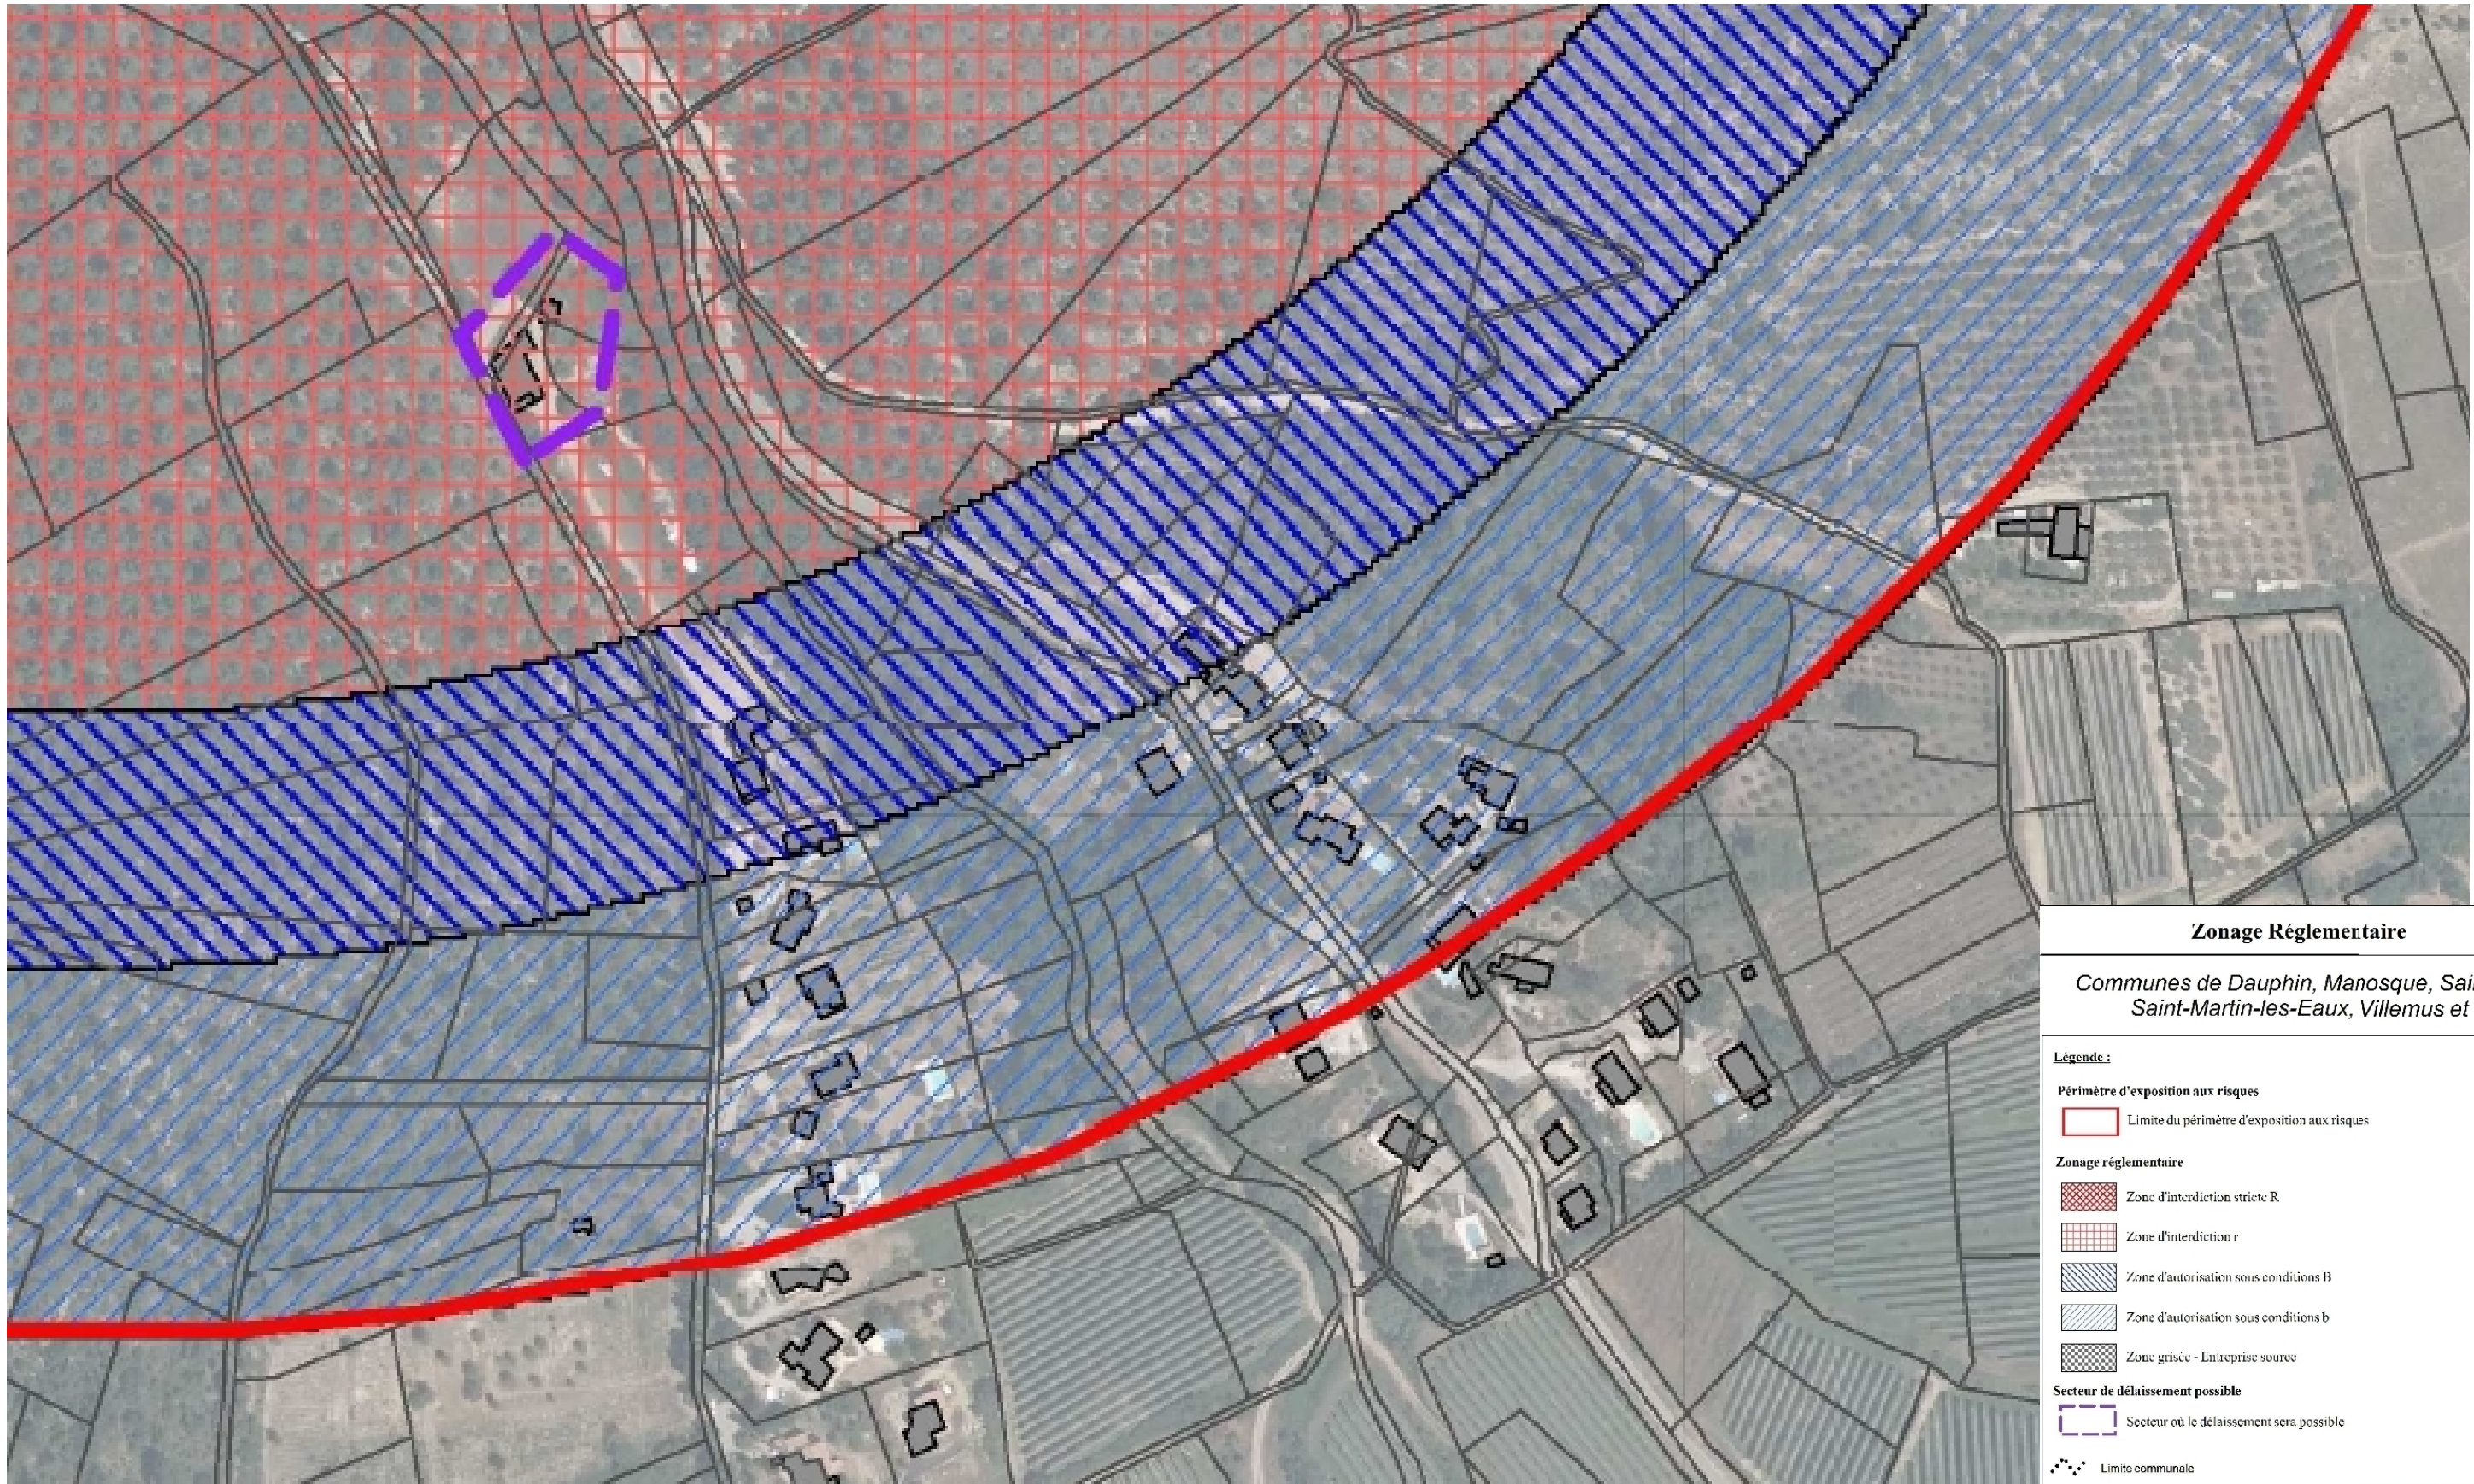 Zonage Réglementaire
Communes de Dauphin, Manosque, Sai
Saint-Martin-les-Eaux, Villemus et
Légende :
Périmètre d'exposition aux risques
Limite du périmètre d'exposition aux risques
Zonage réglementaire
Zone d'interdiction stricte R
Zone d'interdiction r
Zone d'autorisation sous conditions B
Zone d'autorisation sous conditions b
Zone grisée - Entreprise source
Secteur de délaissement possible
Secteur où le délaissement sera possible
Limite communale